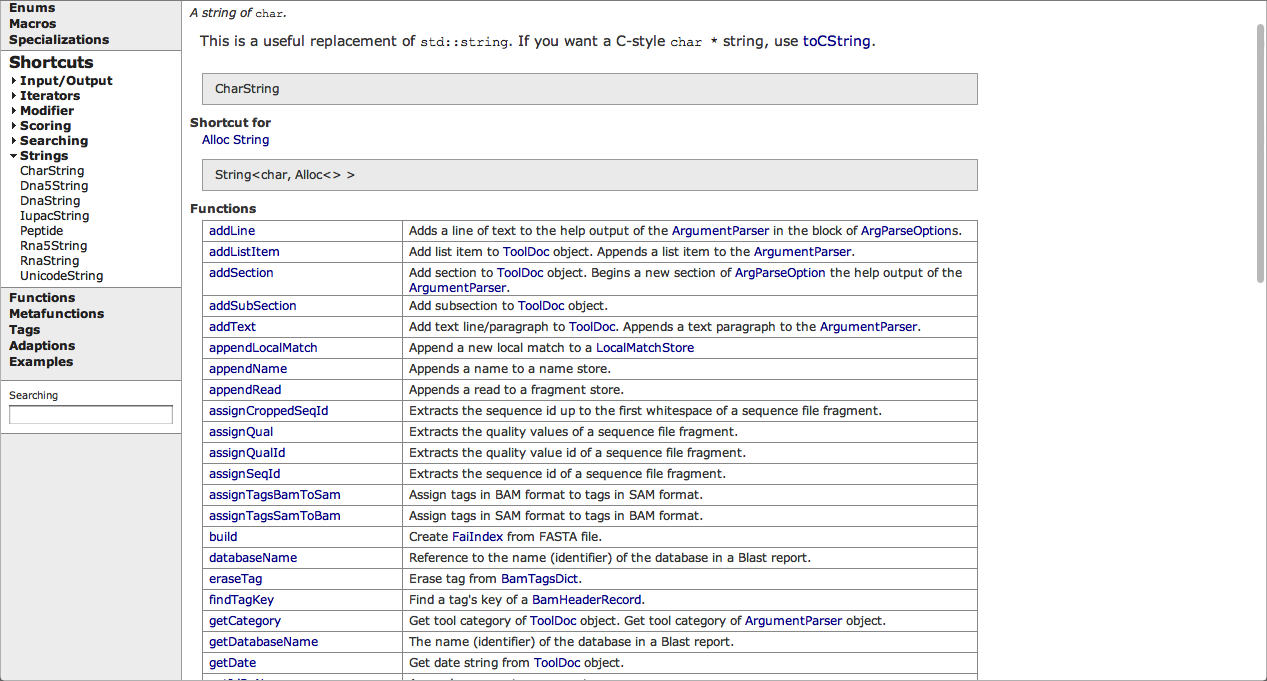 Enums
Macros
Specializations
Shortcuts
Input/Output
Iterators
Modifier
Scoring
Searching
Strings
CharString
Dna5String
DnaString
IupacString
Peptide
Rna5String
RnaString
UnicodeString
Functions
Metafunctions
Tags
Adaptions
Examples
Searching
A string of char.
This is a useful replacement of std::string. If you want a C-style char * string, use toCString.
CharString
Shortcut for
Alloc String
String<char, Alloc<> >
Functions
addLine Adds a line of text to the help output of the ArgumentParser in the block of ArgParseOptions.
addListItem Add list item to ToolDoc object. Appends a list item to the ArgumentParser.
addSection Add section to ToolDoc object. Begins a new section of ArgParseOption the help output of the
ArgumentParser.
addSubSection Add subsection to ToolDoc object.
addText Add text line/paragraph to ToolDoc. Appends a text paragraph to the ArgumentParser.
appendLocalMatch Append a new local match to a LocalMatchStore
appendName Appends a name to a name store.
appendRead Appends a read to a fragment store.
assignCroppedSeqId Extracts the sequence id up to the first whitespace of a sequence file fragment.
assignQual Extracts the quality values of a sequence file fragment.
assignQualId Extracts the quality value id of a sequence file fragment.
assignSeqId Extracts the sequence id of a sequence file fragment.
assignTagsBamToSam Assign tags in BAM format to tags in SAM format.
assignTagsSamToBam Assign tags in SAM format to tags in BAM format.
build Create FaiIndex from FASTA file.
databaseName Reference to the name (identifier) of the database in a Blast report.
eraseTag Erase tag from BamTagsDict.
findTagKey Find a tag's key of a BamHeaderRecord.
getCategory Get tool category of ToolDoc object. Get tool category of ArgumentParser object.
getDatabaseName The name (identifier) of the database in a Blast report.
getDate Get date string from ToolDoc object.